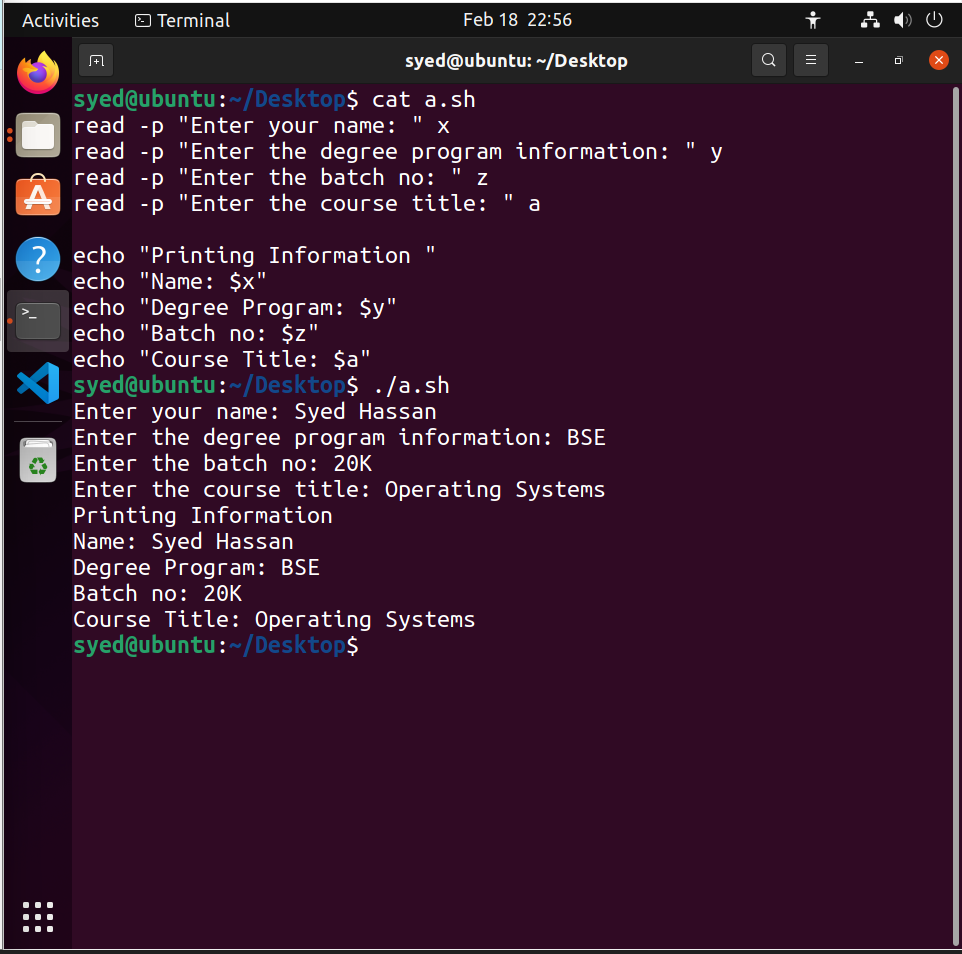 Activities Terminal Feb 18 22:56
syed@ubuntu: ~/Desktop
syed@ubuntu:~/Desktop$ cat a.sh
read -p "Enter your name: " x
read -p "Enter the degree program information: " y
read -p "Enter the batch no: " z
read -p "Enter the course title: " a
echo "Printing Information "
echo "Name: $x"
echo "Degree Program: $y"
echo "Batch no: $z"
echo "Course Title: $a"
syed@ubuntu:~/Desktop$ ./a.sh
Enter your name: Syed Hassan
Enter the degree program information: BSE
Enter the batch no: 20K
Enter the course title: Operating Systems
Printing Information
Name: Syed Hassan
Degree Program: BSE
Batch no: 20K
Course Title: Operating Systems
syed@ubuntu:~/Desktop$